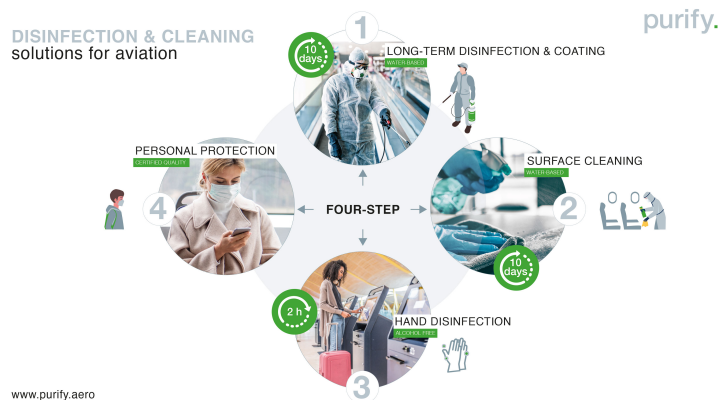 DISINFECTION & CLEANING
solutions for aviation
purify.
1
10
days
LONG-TERM DISINFECTION & COATING
WATER-BASED
PERSONAL PROTECTION
CERTIFIED QUALITY
4
SURFACE CLEANING
WATER-BASED
2
10
days
FOUR-STEP
2 h
HAND DISINFECTION
ALCOHOL FREE
3
www.purify.aero